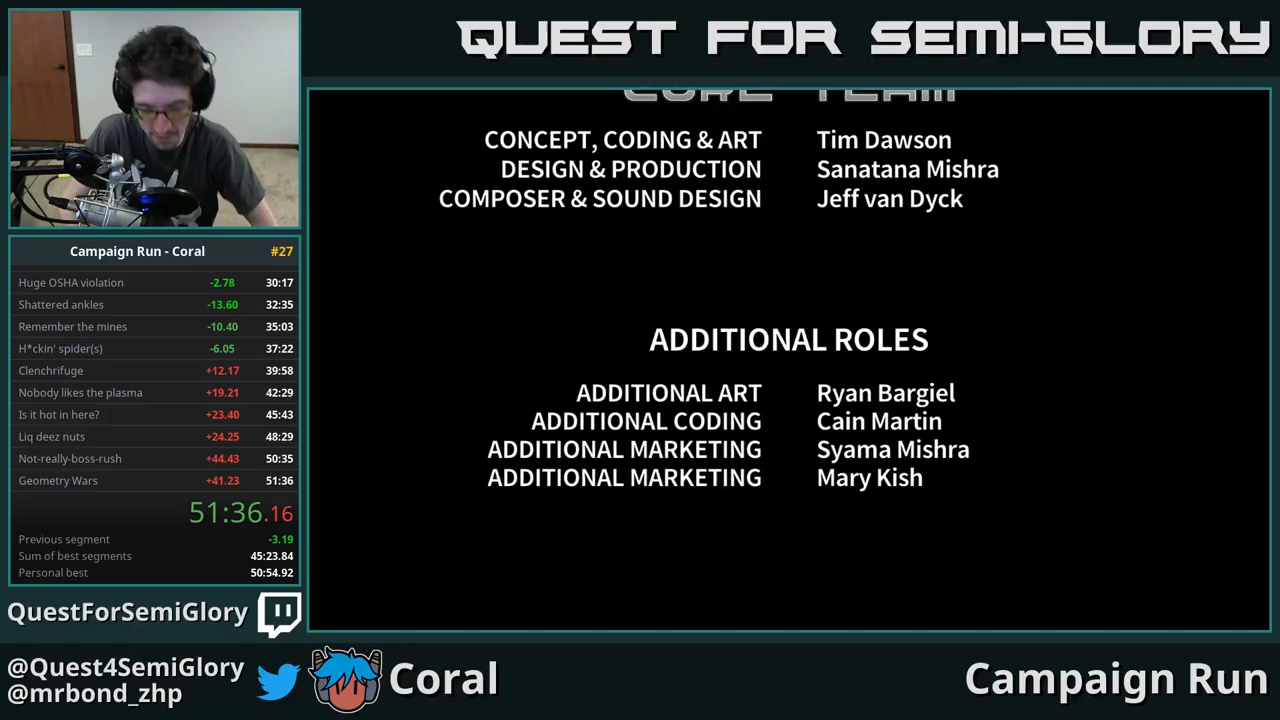 QUEST FOR SEMI-GLORY
CORE TEAM
CONCEPT, CODING & ART Tim Dawson
DESIGN & PRODUCTION Sanatana Mishra
COMPOSER & SOUND DESIGN Jeff van Dyck
ADDITIONAL ROLES
ADDITIONAL ART Ryan Bargiel
ADDITIONAL CODING Cain Martin
ADDITIONAL MARKETING Syama Mishra
ADDITIONAL MARKETING Mary Kish
Campaign Run - Coral #27
Huge OSHA violation -2.78 30:17
Shattered ankles -13.60 32:35
Remember the mines -10.40 35:03
H*ckin' spider(s) -6.05 37:22
Clenchrifuge +12.17 39:58
Nobody likes the plasma +19.21 42:29
Is it hot in here? +23.40 45:43
Liq deez nuts +24.25 48:29
Not-really-boss-rush +44.43 50:35
Geometry Wars +41.23 51:36
51:36.16
Previous segment -3.19
Sum of best segments 45:23.84
Personal best 50:54.92
QuestForSemiGlory
@Quest4SemiGlory
@mrbond_zhp
Coral
Campaign Run